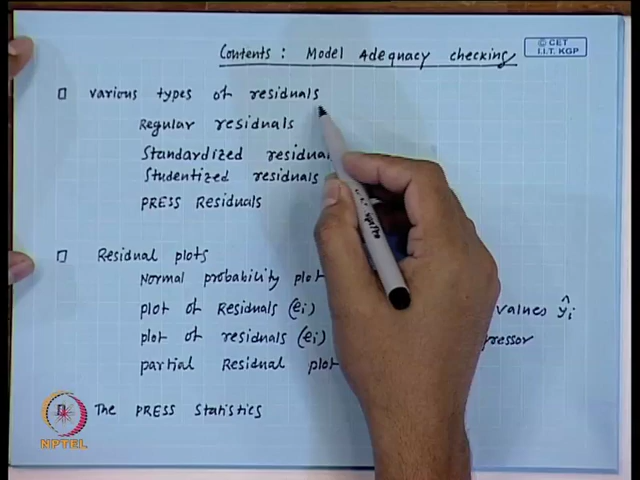 Contents : Model Adequacy checking
© CET
I.I.T. KGP
various types of residuals
Regular residuals
Standardized residual
Studentized residuals
PRESS Residuals
Residual plots
Normal probability plot
plot of Residuals (ei) values ŷi
plot of residuals (ei)
partial Residual plot
The PRESS Statistics
NPTEL